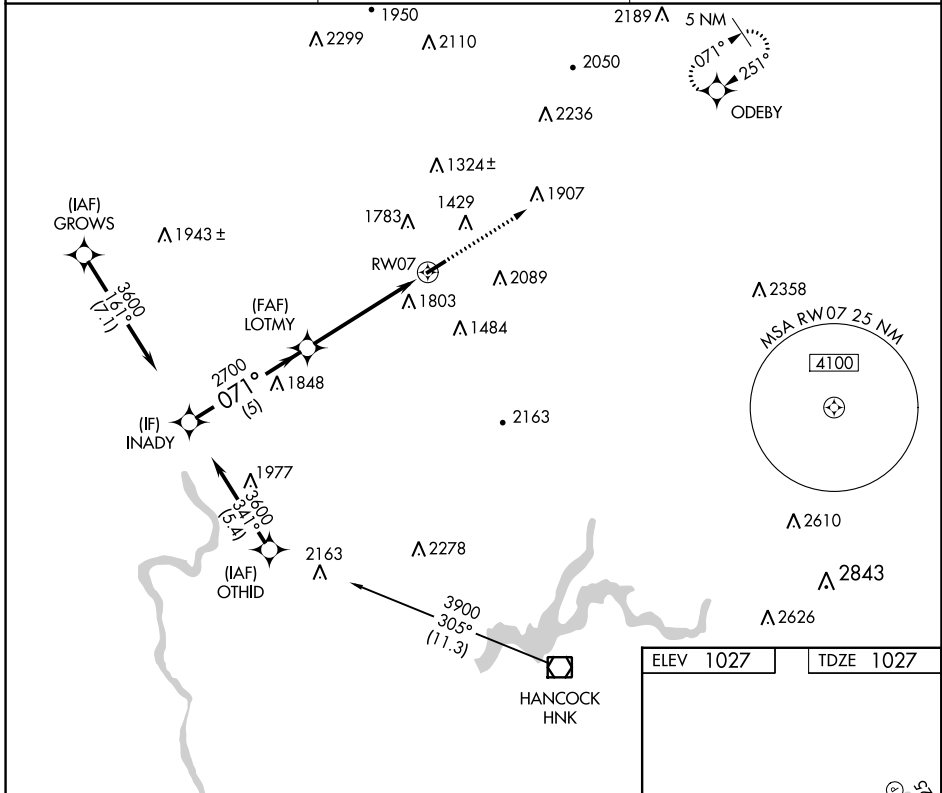 1950
2189
5 NM
2299
2110
071°
251°
2050
ODEBY
2236
1324±
(IAF)
GROWS
1943±
1783
1429
1907
RW07
2089
3600
161°
(7.1)
(FAF)
LOTMY
1803
1484
2358
MSA RW07 25 NM
4100
2700
071°
(5)
1848
(IF)
INADY
2163
1977
3600
341°
(5.4)
2610
(IAF)
OTHID
2163
2278
2843
3900
305°
(11.3)
2626
HANCOCK
HNK
ELEV 1027
TDZE 1027
P